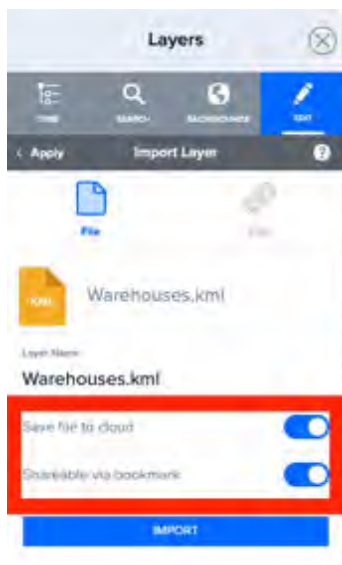 Layers
TREE SEARCH BACKGROUNDS EDIT
< Apply Import Layer ?
File
KML Warehouses.kml
Layer Name
Warehouses.kml
Save file to cloud
Shareable via bookmark
IMPORT